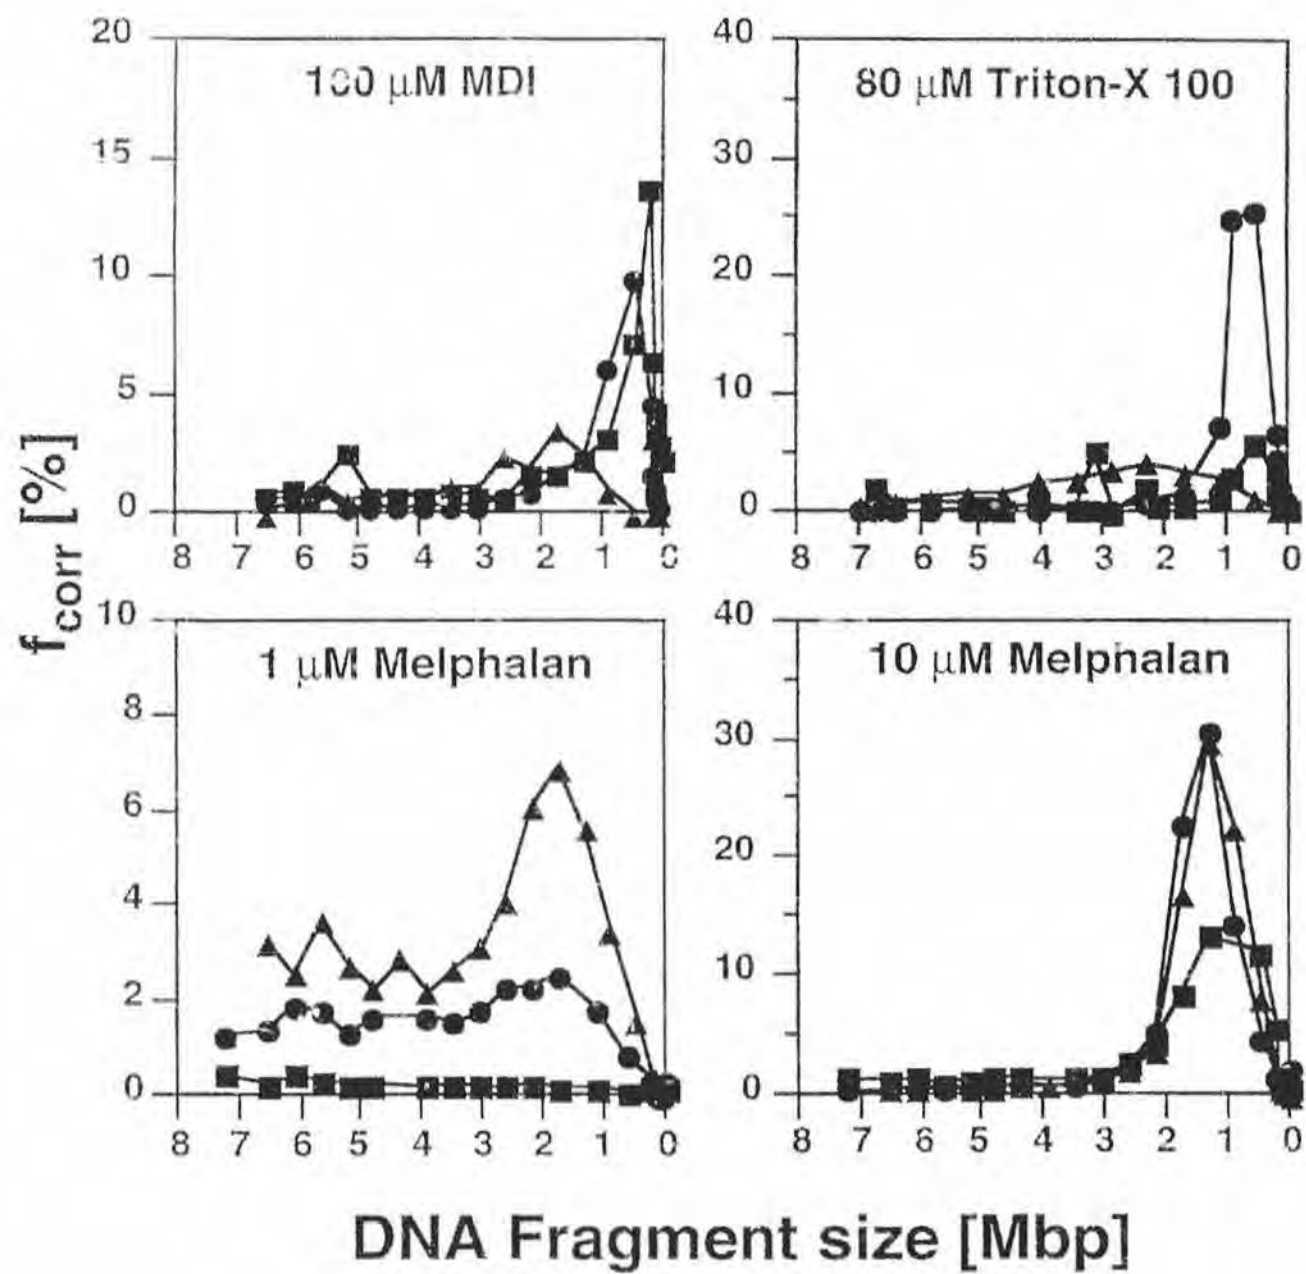 f_corr [%]
100 μM MDI
20
15
10
5
0
8 7 6 5 4 3 2 1 0
80 μM Triton-X 100
40
30
20
10
0
8 7 6 5 4 3 2 1 0
1 μM Melphalan
10
8
6
4
2
0
8 7 6 5 4 3 2 1 0
10 μM Melphalan
40
30
20
10
0
8 7 6 5 4 3 2 1 0
DNA Fragment size [Mbp]